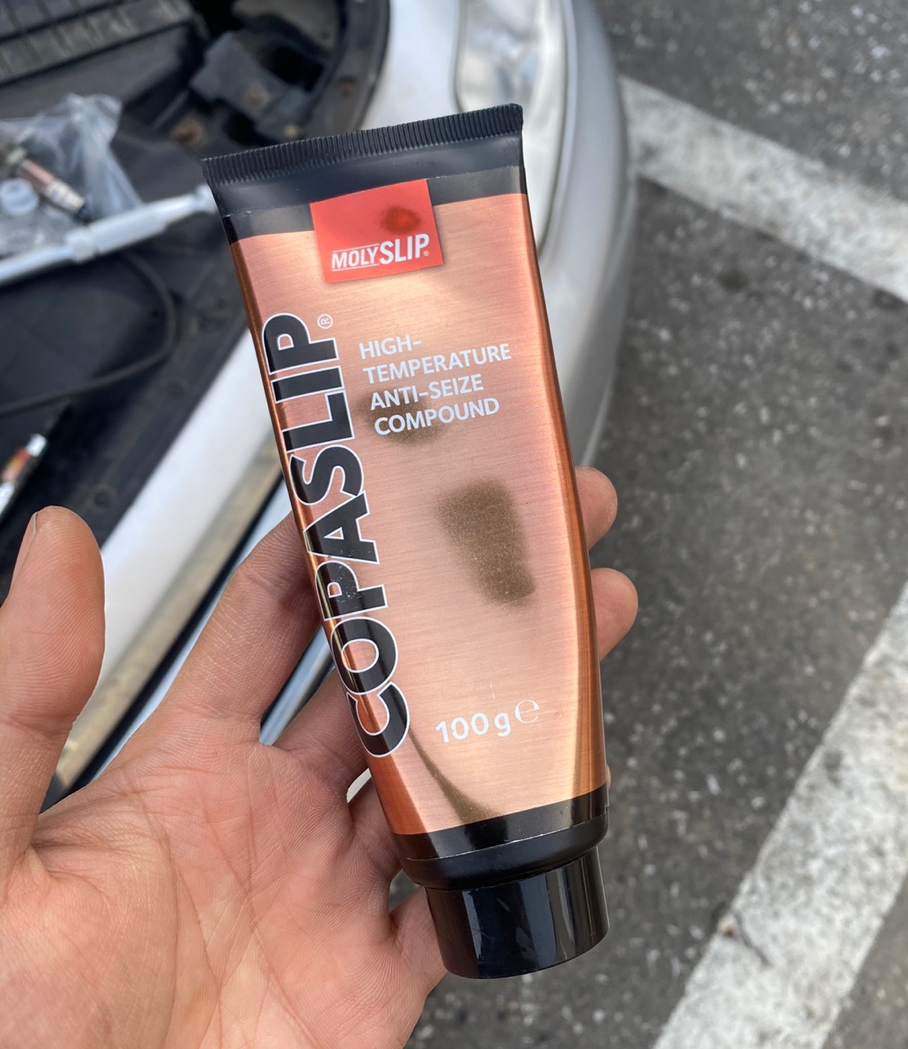 MOLYSLIP®
COPASLIP®
HIGH-
TEMPERATURE
ANTI-SEIZE
COMPOUND
100g℮